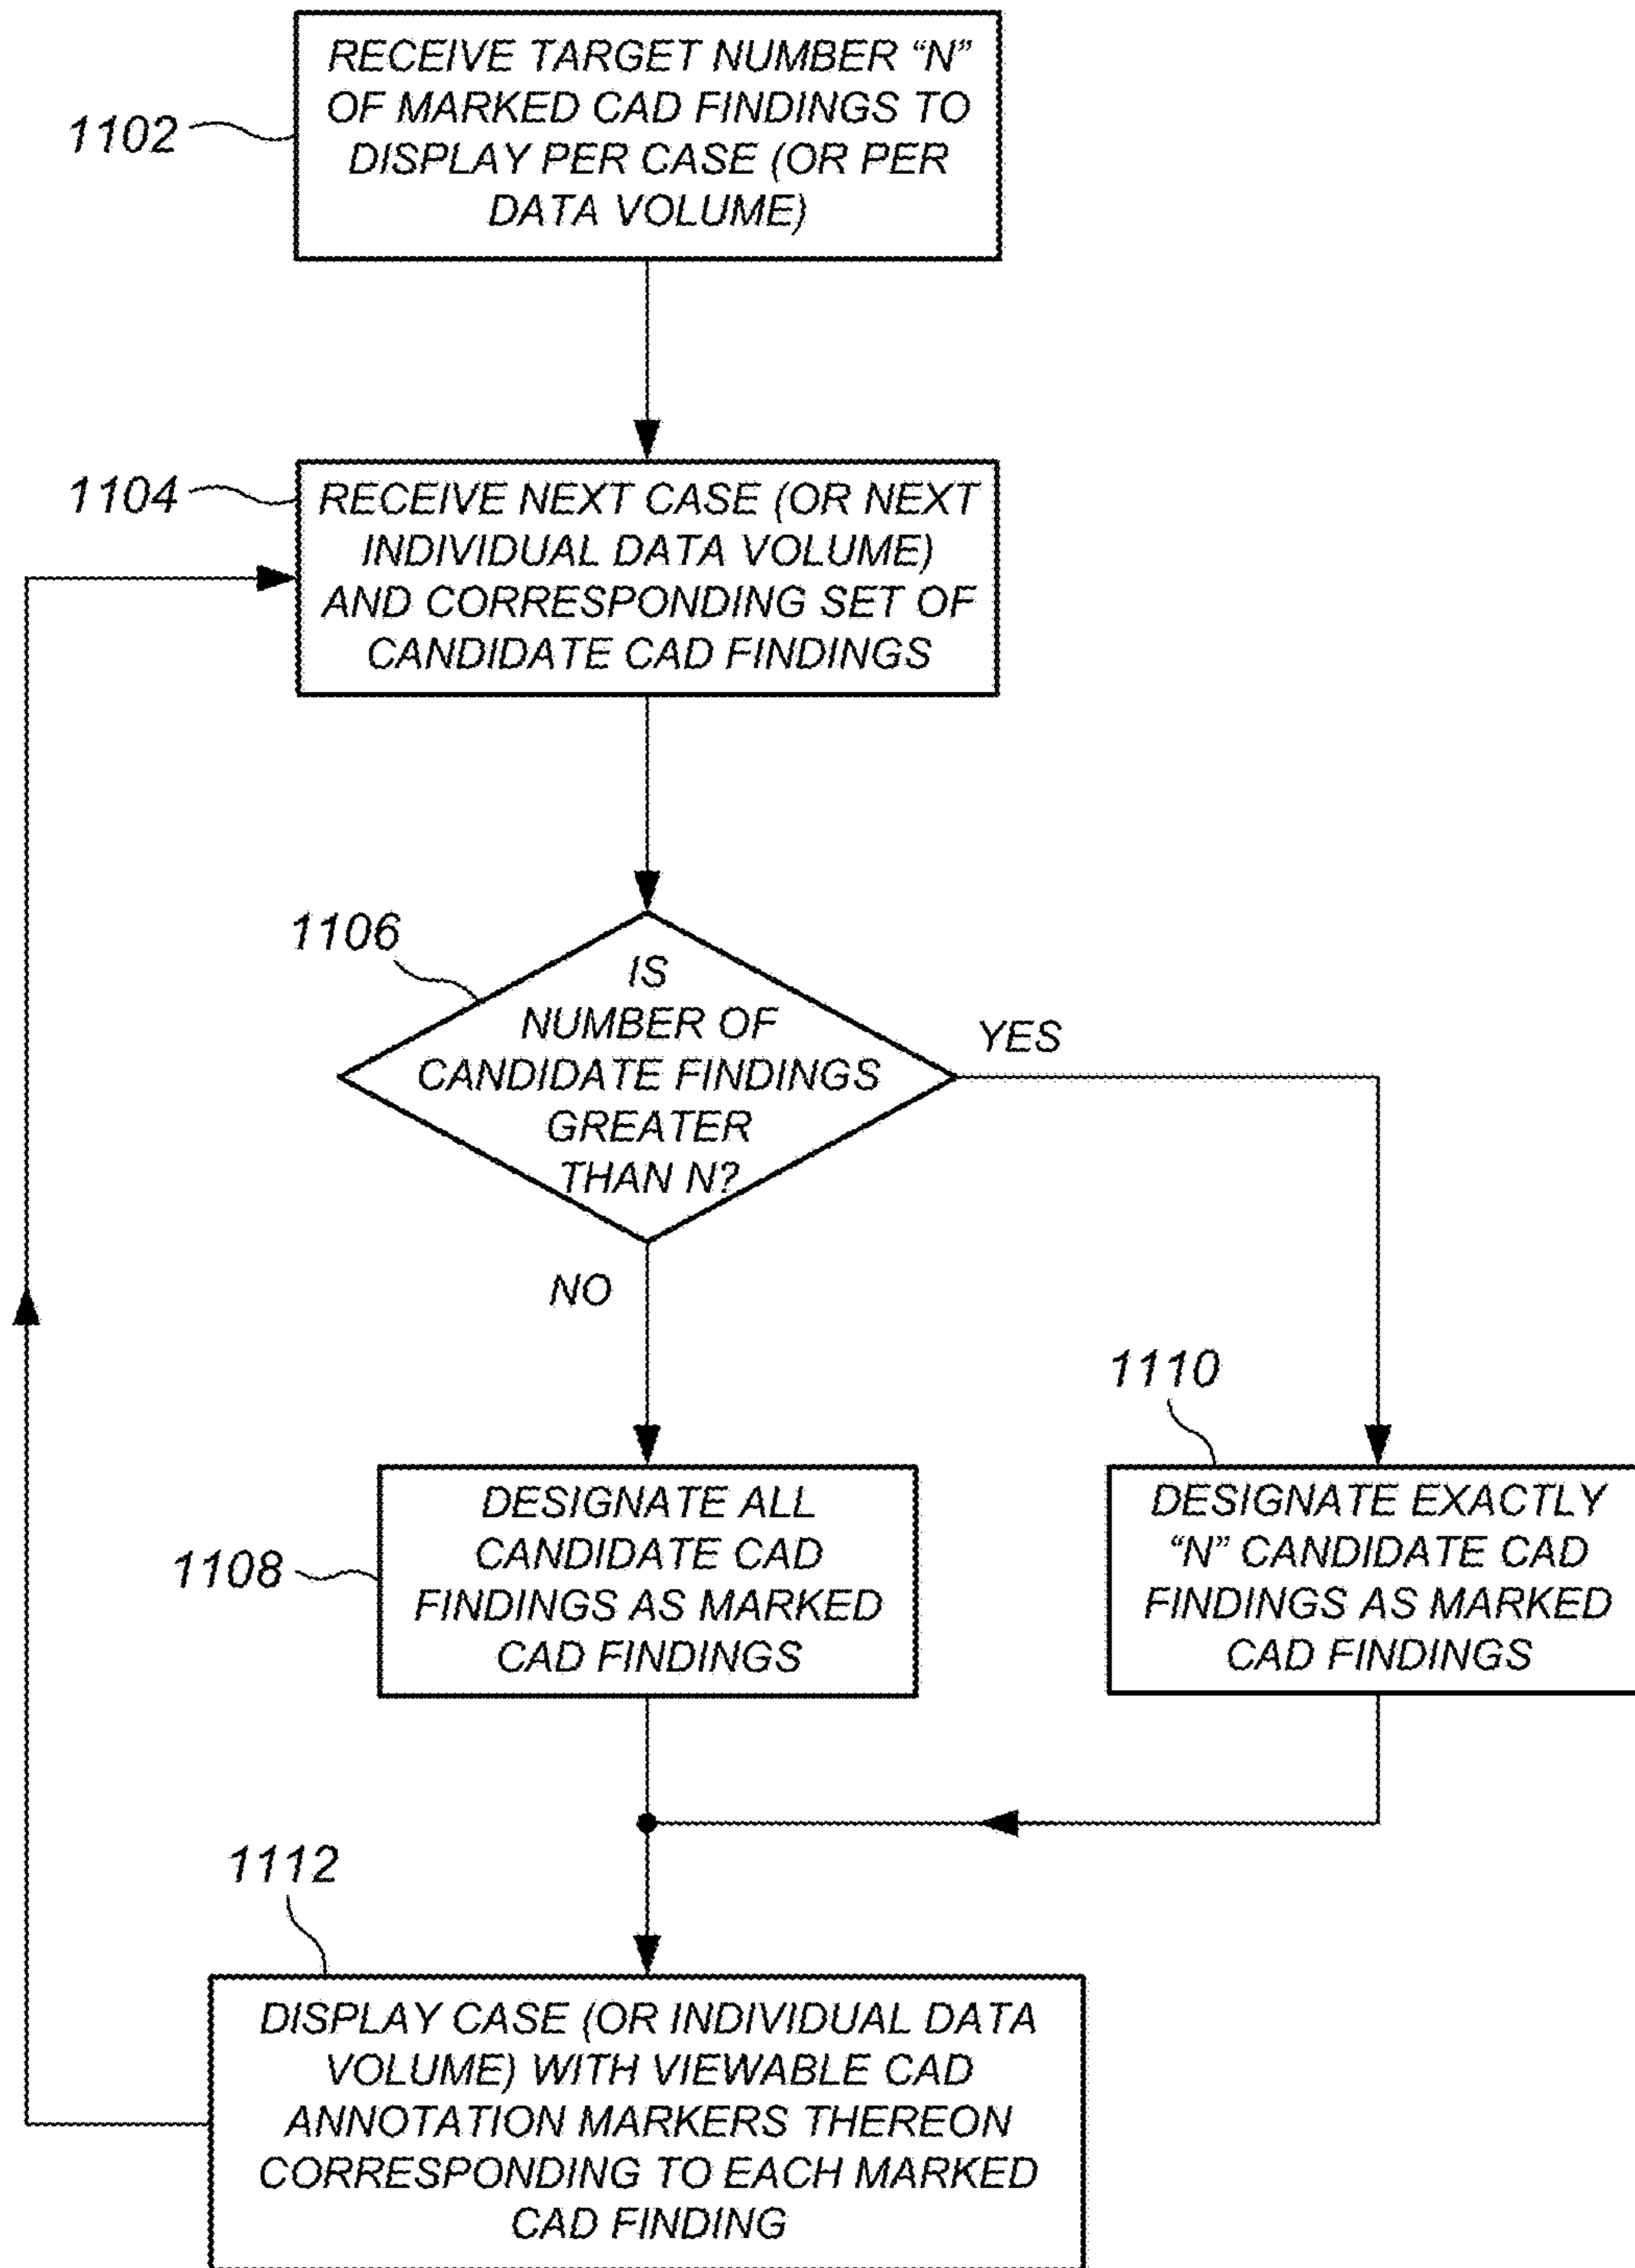 1102
RECEIVE TARGET NUMBER “N”
OF MARKED CAD FINDINGS TO
DISPLAY PER CASE (OR PER
DATA VOLUME)
1104
RECEIVE NEXT CASE (OR NEXT
INDIVIDUAL DATA VOLUME)
AND CORRESPONDING SET OF
CANDIDATE CAD FINDINGS
1106
IS
NUMBER OF
CANDIDATE FINDINGS
GREATER
THAN N?
YES
NO
1108
DESIGNATE ALL
CANDIDATE CAD
FINDINGS AS MARKED
CAD FINDINGS
1110
DESIGNATE EXACTLY
“N” CANDIDATE CAD
FINDINGS AS MARKED
CAD FINDINGS
1112
DISPLAY CASE (OR INDIVIDUAL DATA
VOLUME) WITH VIEWABLE CAD
ANNOTATION MARKERS THEREON
CORRESPONDING TO EACH MARKED
CAD FINDING